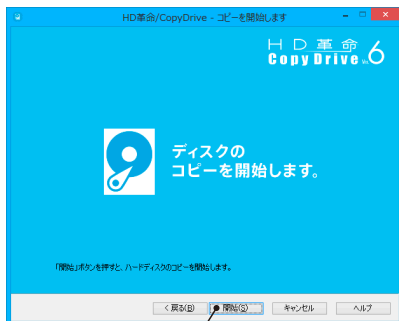 HD革命/CopyDrive - コピーを開始します
HD革命
CopyDrive Ver.6
ディスクの
コピーを開始します。
「開始」ボタンを押すと、ハードディスクのコピーを開始します。
< 戻る(B)
開始(S)
キャンセル
ヘルプ